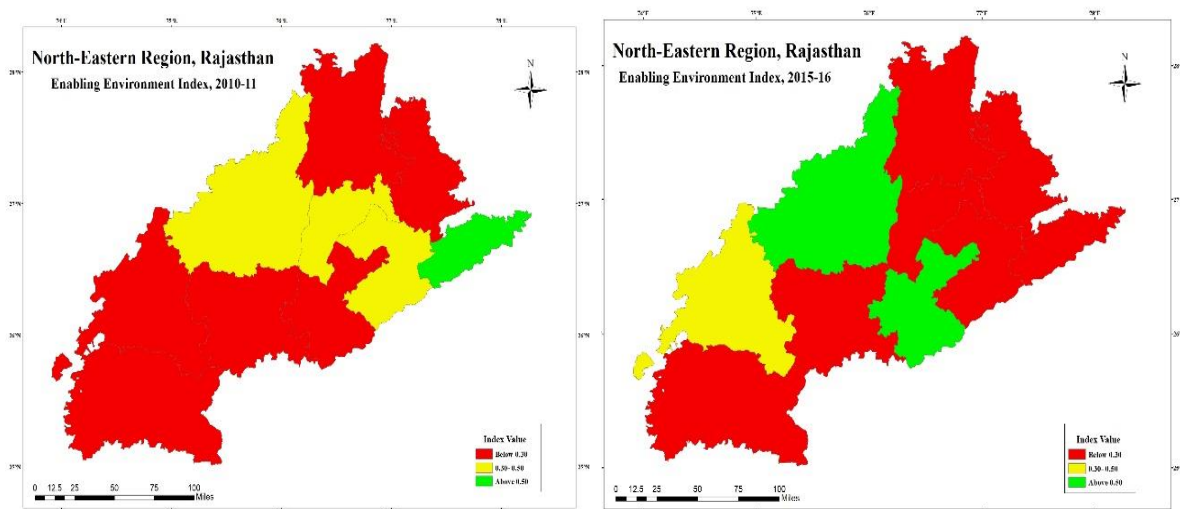 North-Eastern Region, Rajasthan
Enabling Environment Index, 2010-11
N
Index Value
Below 0.30
0.30-0.50
Above 0.50
0 12.5 25 50 75 100
Miles
North-Eastern Region, Rajasthan
Enabling Environment Index, 2015-16
N
Index Value
Below 0.30
0.30-0.50
Above 0.50
0 12.5 25 50 75 100
Miles